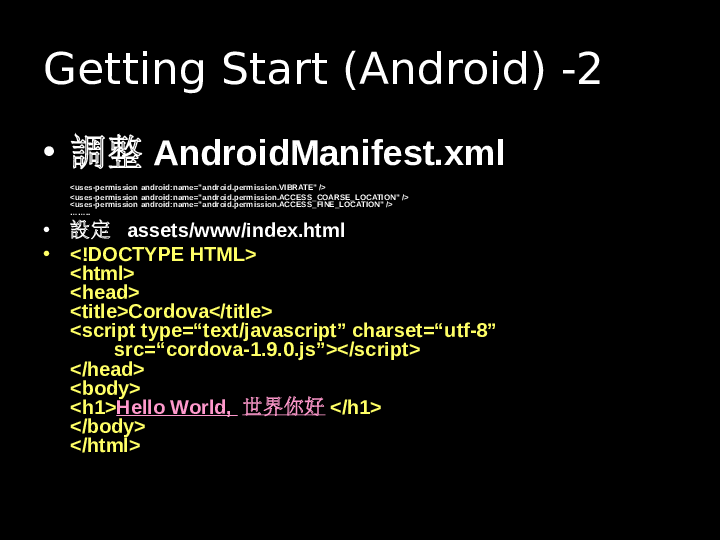 Getting Start (Android) -2
• 調整 AndroidManifest.xml
<uses-permission android:name="android.permission.VIBRATE" />
<uses-permission android:name="android.permission.ACCESS_COARSE_LOCATION" />
<uses-permission android:name="android.permission.ACCESS_FINE_LOCATION" />
……..
• 設定 assets/www/index.html
• <!DOCTYPE HTML>
<html>
<head>
<title>Cordova</title>
<script type=“text/javascript” charset=“utf-8”
src=“cordova-1.9.0.js”></script>
</head>
<body>
<h1>Hello World, 世界你好 </h1>
</body>
</html>